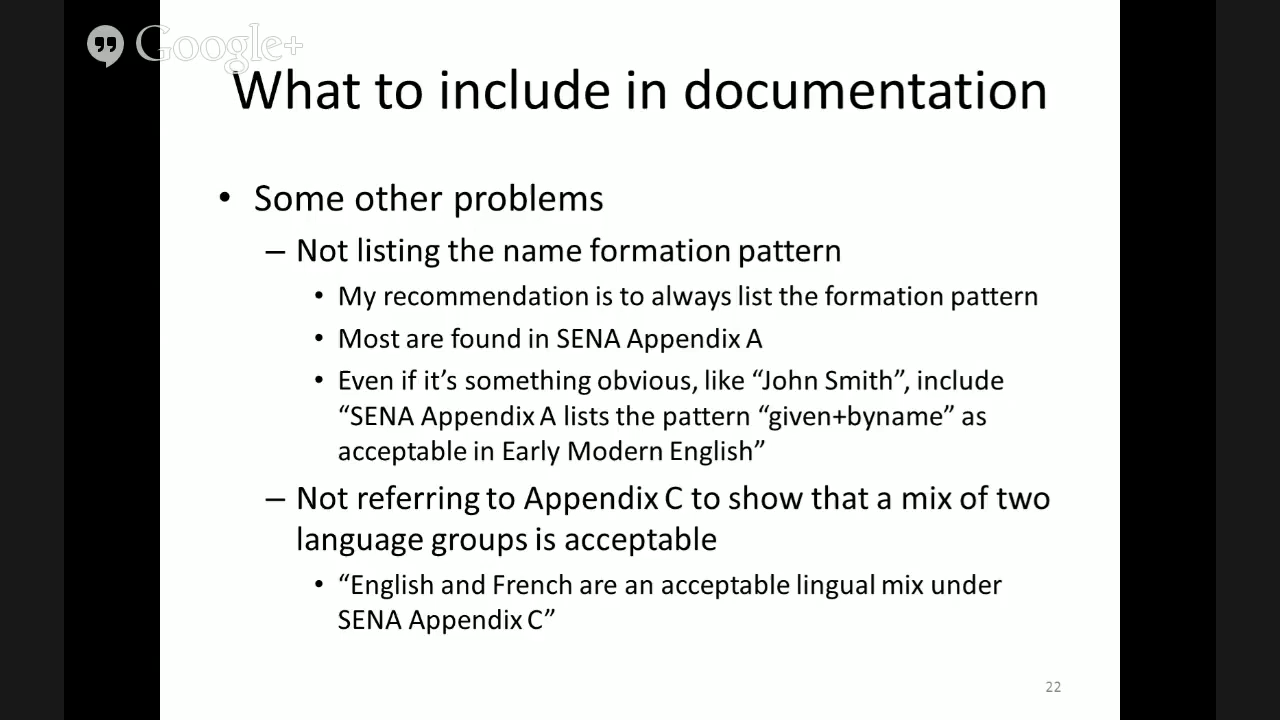 Google+
What to include in documentation
• Some other problems
– Not listing the name formation pattern
• My recommendation is to always list the formation pattern
• Most are found in SENA Appendix A
• Even if it’s something obvious, like “John Smith”, include
“SENA Appendix A lists the pattern “given+byname” as
acceptable in Early Modern English”
– Not referring to Appendix C to show that a mix of two
language groups is acceptable
• “English and French are an acceptable lingual mix under
SENA Appendix C”
22